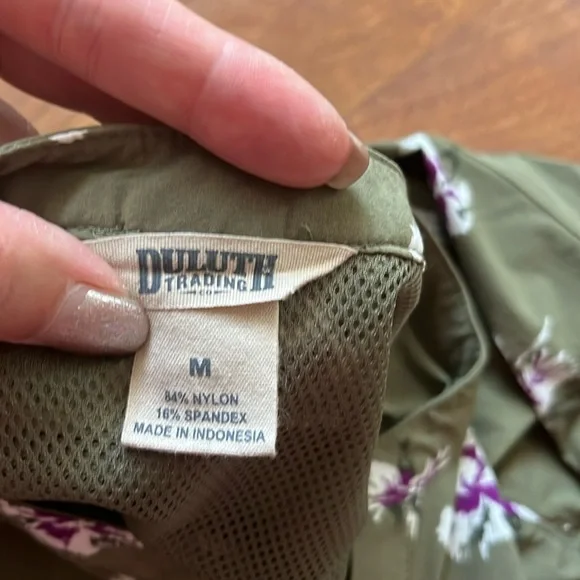 DULUTH
TRADING
CO
M
84% NYLON
16% SPANDEX
MADE IN INDONESIA